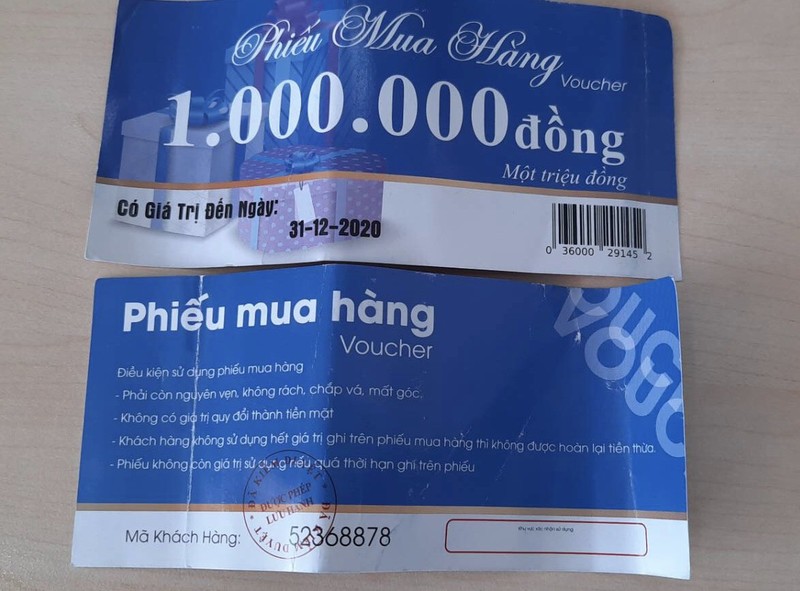 Phiếu Mua Hàng
Voucher
1.000.000 đồng
Một triệu đồng
Có Giá Trị Đến Ngày:
31-12-2020
0 36000 29145 2
Phiếu mua hàng
Voucher
VOUC
Điều kiện sử dụng phiếu mua hàng
- Phải còn nguyên vẹn, không rách, chắp vá, mất góc.
- Không có giá trị quy đổi thành tiền mặt
- Khách hàng không sử dụng hết giá trị ghi trên phiếu mua hàng thì không được hoàn lại tiền thừa.
- Phiếu không còn giá trị sử dụng nếu quá thời hạn ghi trên phiếu
ĐƯỢC PHÉP
LƯU HÀNH
Mã Khách Hàng: 52368878